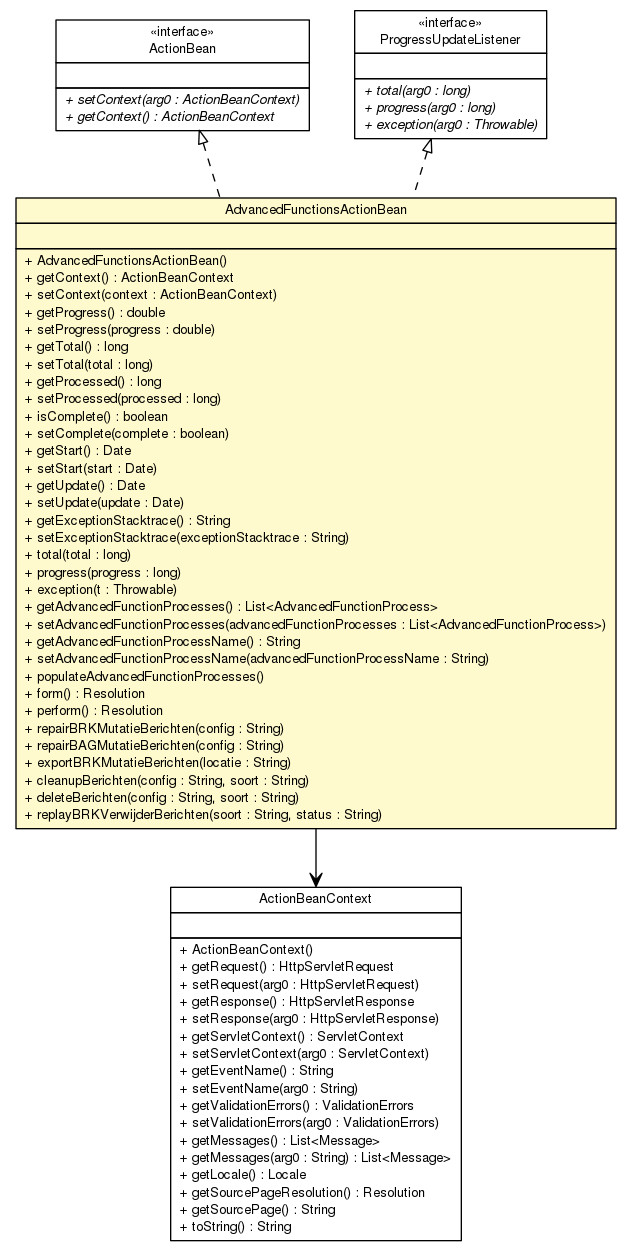 «interface»
ActionBean
+ setContext(arg0 : ActionBeanContext)
+ getContext() : ActionBeanContext
«interface»
ProgressUpdateListener
+ total(arg0 : long)
+ progress(arg0 : long)
+ exception(arg0 : Throwable)
AdvancedFunctionsActionBean
+ AdvancedFunctionsActionBean()
+ getContext() : ActionBeanContext
+ setContext(context : ActionBeanContext)
+ getProgress() : double
+ setProgress(progress : double)
+ getTotal() : long
+ setTotal(total : long)
+ getProcessed() : long
+ setProcessed(processed : long)
+ isComplete() : boolean
+ setComplete(complete : boolean)
+ getStart() : Date
+ setStart(start : Date)
+ getUpdate() : Date
+ setUpdate(update : Date)
+ getExceptionStacktrace() : String
+ setExceptionStacktrace(exceptionStacktrace : String)
+ total(total : long)
+ progress(progress : long)
+ exception(t : Throwable)
+ getAdvancedFunctionProcesses() : List<AdvancedFunctionProcess>
+ setAdvancedFunctionProcesses(advancedFunctionProcesses : List<AdvancedFunctionProcess>)
+ getAdvancedFunctionProcessName() : String
+ setAdvancedFunctionProcessName(advancedFunctionProcessName : String)
+ populateAdvancedFunctionProcesses()
+ form() : Resolution
+ perform() : Resolution
+ repairBRKMutatieBerichten(config : String)
+ repairBAGMutatieBerichten(config : String)
+ exportBRKMutatieBerichten(locatie : String)
+ cleanupBerichten(config : String, soort : String)
+ deleteBerichten(config : String, soort : String)
+ replayBRKVerwijderBerichten(soort : String, status : String)
ActionBeanContext
+ ActionBeanContext()
+ getRequest() : HttpServletRequest
+ setRequest(arg0 : HttpServletRequest)
+ getResponse() : HttpServletResponse
+ setResponse(arg0 : HttpServletResponse)
+ getServletContext() : ServletContext
+ setServletContext(arg0 : ServletContext)
+ getEventName() : String
+ setEventName(arg0 : String)
+ getValidationErrors() : ValidationErrors
+ setValidationErrors(arg0 : ValidationErrors)
+ getMessages() : List<Message>
+ getMessages(arg0 : String) : List<Message>
+ getLocale() : Locale
+ getSourcePageResolution() : Resolution
+ getSourcePage() : String
+ toString() : String